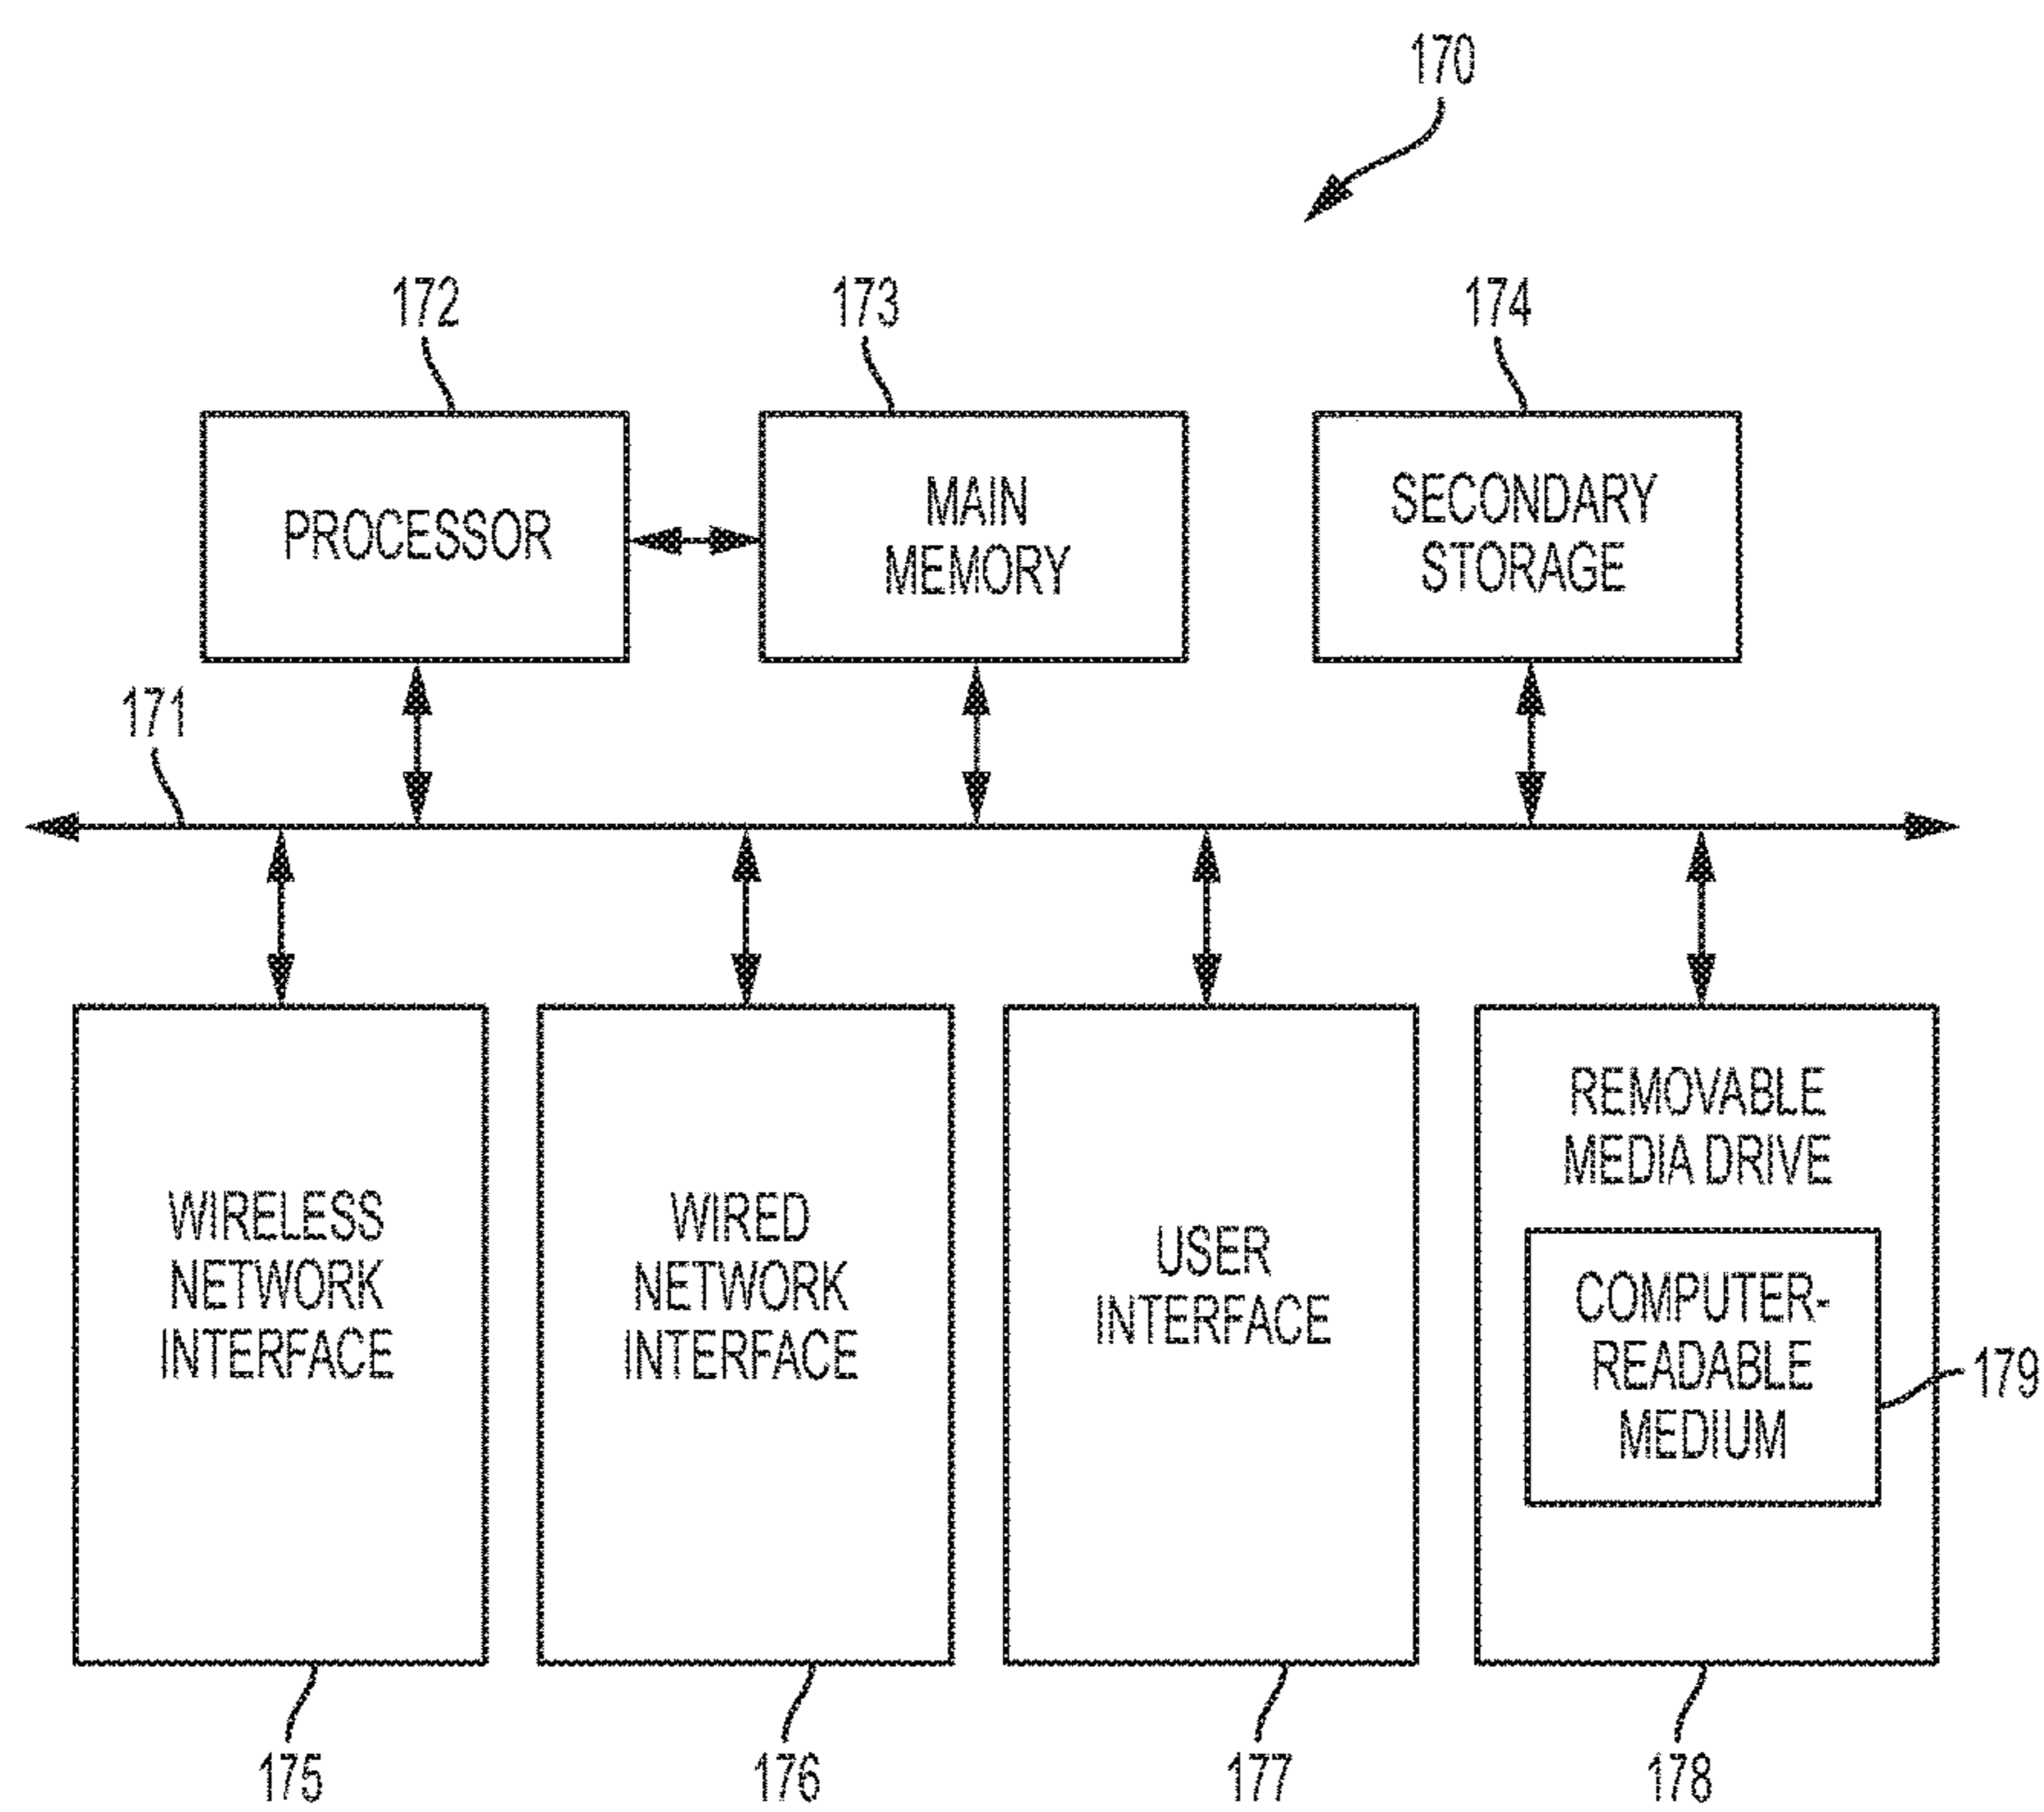 170
172
173
174
PROCESSOR
MAIN
MEMORY
SECONDARY
STORAGE
171
WIRELESS
NETWORK
INTERFACE
WIRED
NETWORK
INTERFACE
USER
INTERFACE
REMOVABLE
MEDIA DRIVE
COMPUTER-
READABLE
MEDIUM
179
175
176
177
178